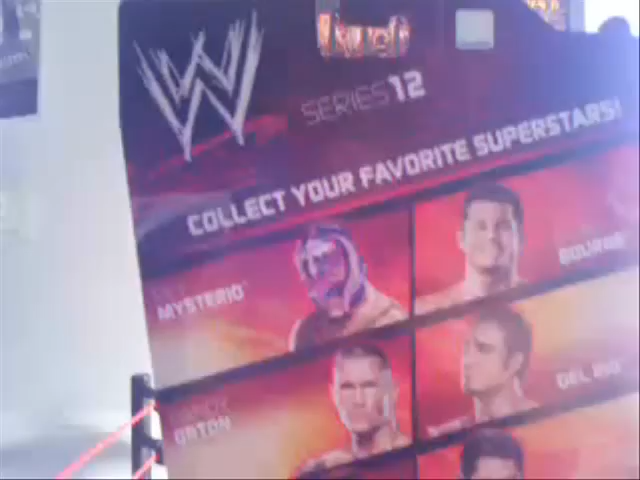 W
SERIES 12
COLLECT YOUR FAVORITE SUPERSTARS!
MYSTERIO
BOURNE
ORTON
DEL RIO